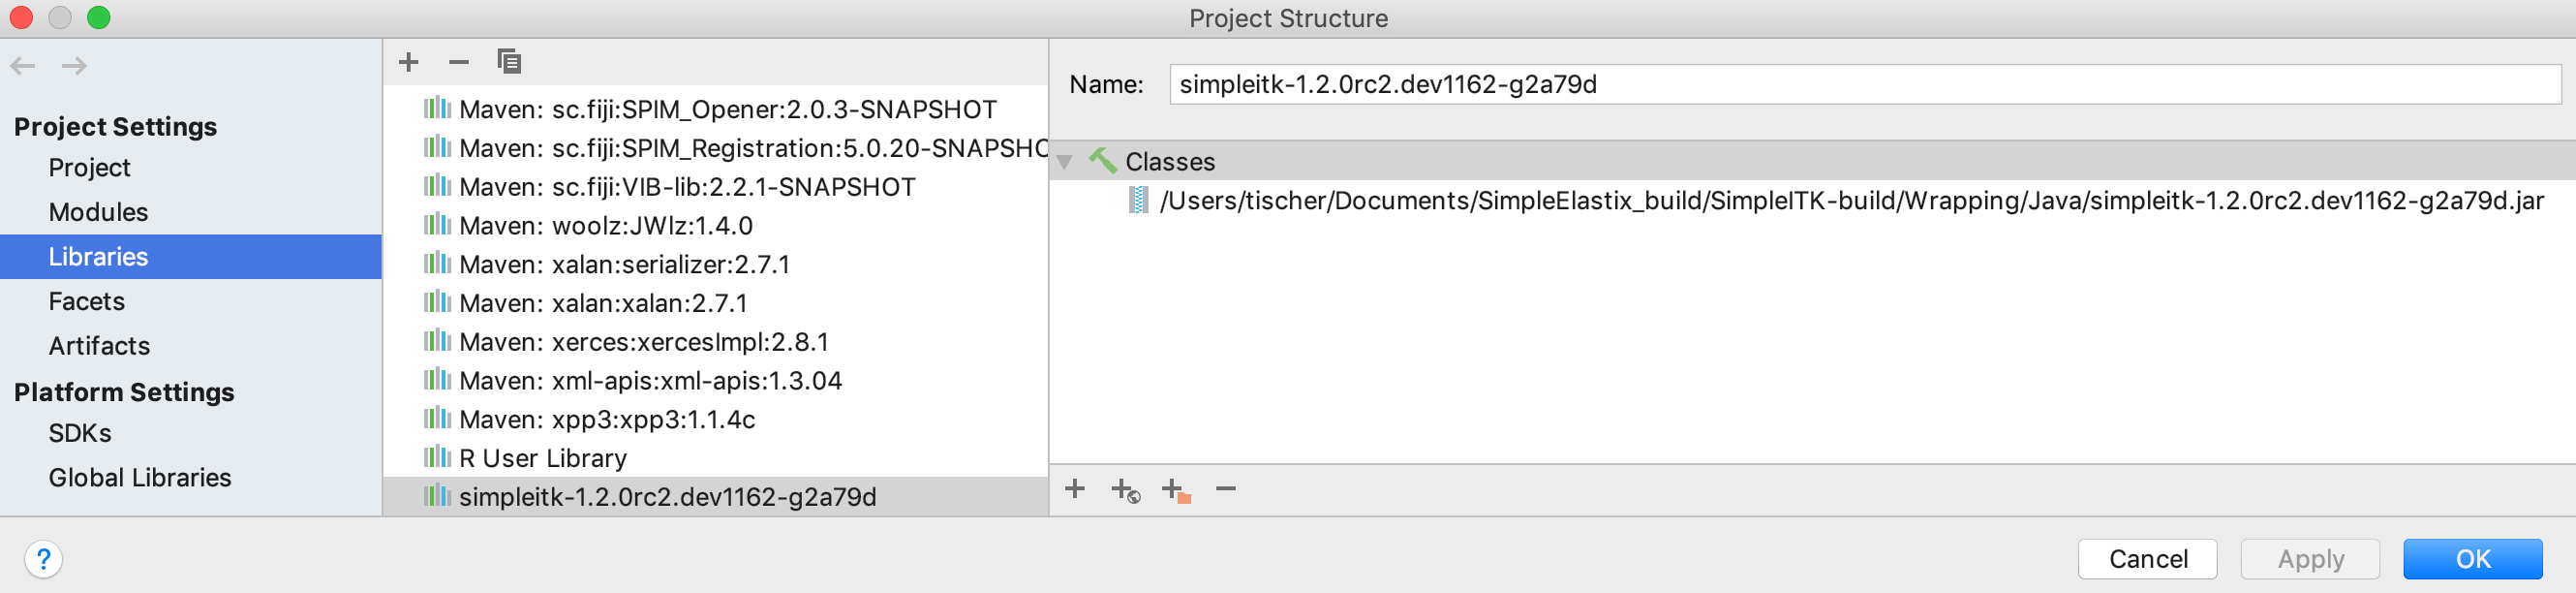 Project Structure
Project Settings
Project
Modules
Libraries
Facets
Artifacts
Platform Settings
SDKs
Global Libraries
?
Maven: sc.fiji:SPIM_Opener:2.0.3-SNAPSHOT
Maven: sc.fiji:SPIM_Registration:5.0.20-SNAPSHO
Maven: sc.fiji:VIB-lib:2.2.1-SNAPSHOT
Maven: woolz:JWlz:1.4.0
Maven: xalan:serializer:2.7.1
Maven: xalan:xalan:2.7.1
Maven: xerces:xercesImpl:2.8.1
Maven: xml-apis:xml-apis:1.3.04
Maven: xpp3:xpp3:1.1.4c
R User Library
simpleitk-1.2.0rc2.dev1162-g2a79d
Name: simpleitk-1.2.0rc2.dev1162-g2a79d
Classes
/Users/tischer/Documents/SimpleElastix_build/SimpleITK-build/Wrapping/Java/simpleitk-1.2.0rc2.dev1162-g2a79d.jar
Cancel Apply OK